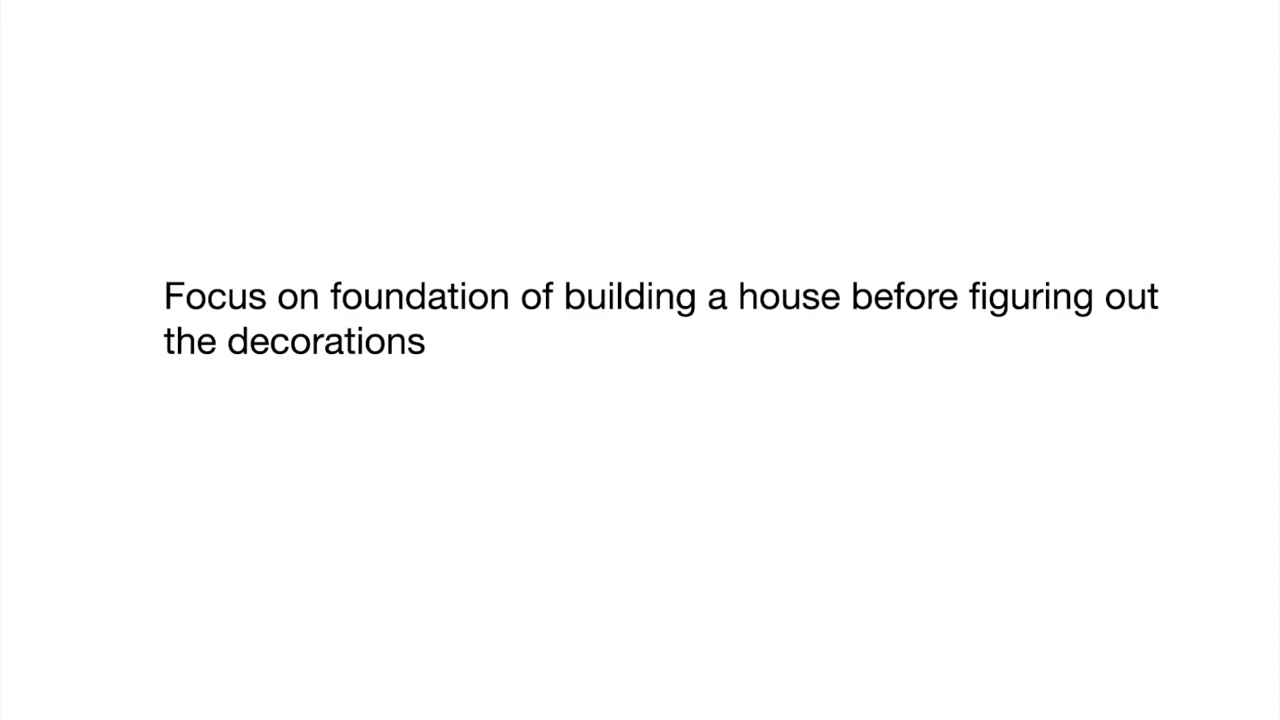 Focus on foundation of building a house before figuring out
the decorations